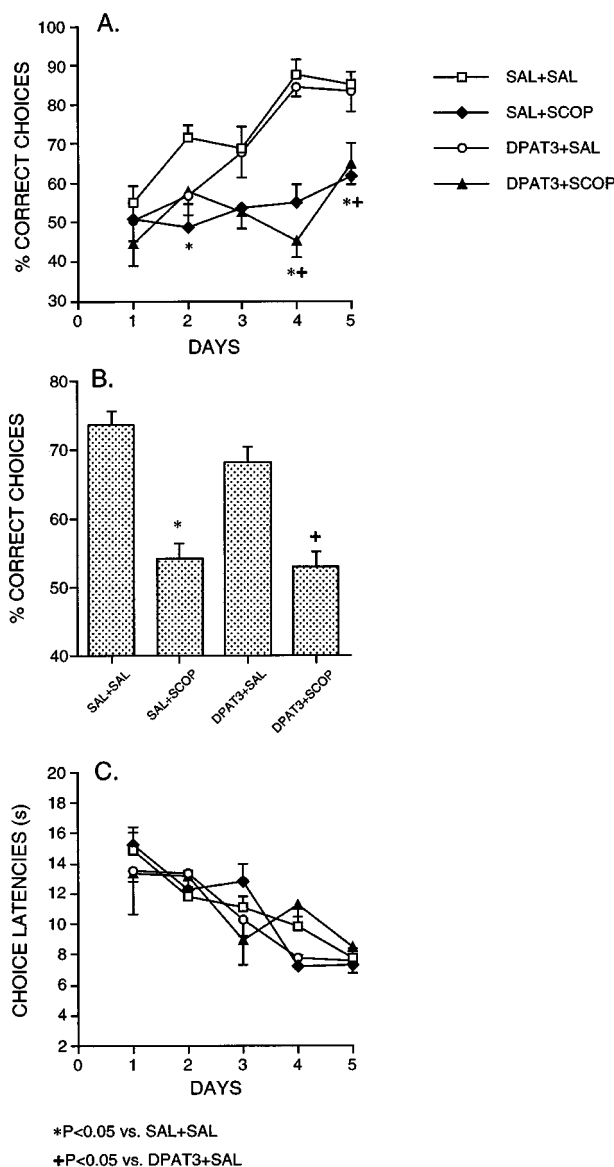 A.
% CORRECT CHOICES
100
90
80
70
60
50
40
30
*
*+
*+
0 1 2 3 4 5
DAYS
SAL+SAL
SAL+SCOP
DPAT3+SAL
DPAT3+SCOP
B.
% CORRECT CHOICES
80
70
60
50
40
*
+
SAL+SAL
SAL+SCOP
DPAT3+SAL
DPAT3+SCOP
C.
CHOICE LATENCIES (s)
20
18
16
14
12
10
8
6
4
2
0 1 2 3 4 5
DAYS
*P<0.05 vs. SAL+SAL
+P<0.05 vs. DPAT3+SAL